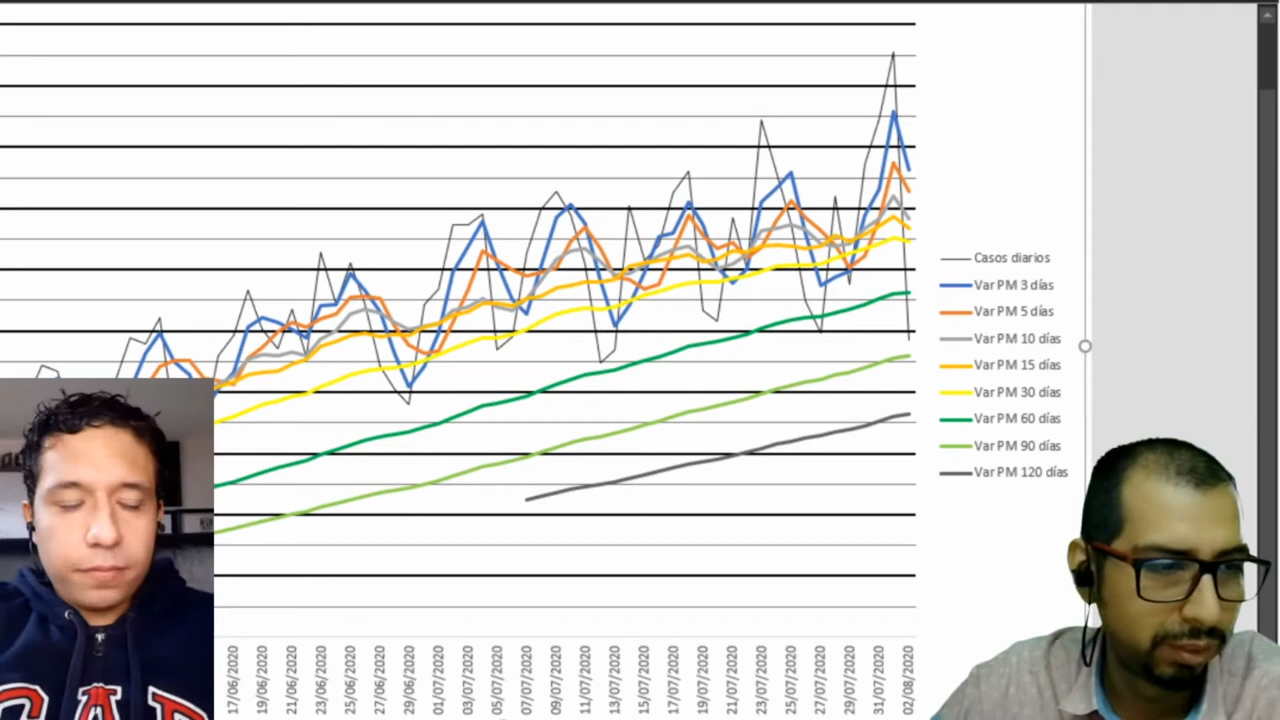 Casos diarios
Var PM 3 días
Var PM 5 días
Var PM 10 días
Var PM 15 días
Var PM 30 días
Var PM 60 días
Var PM 90 días
Var PM 120 días
17/06/2020
19/06/2020
21/06/2020
23/06/2020
25/06/2020
27/06/2020
29/06/2020
01/07/2020
03/07/2020
05/07/2020
07/07/2020
09/07/2020
11/07/2020
13/07/2020
15/07/2020
17/07/2020
19/07/2020
21/07/2020
23/07/2020
25/07/2020
27/07/2020
29/07/2020
31/07/2020
02/08/2020